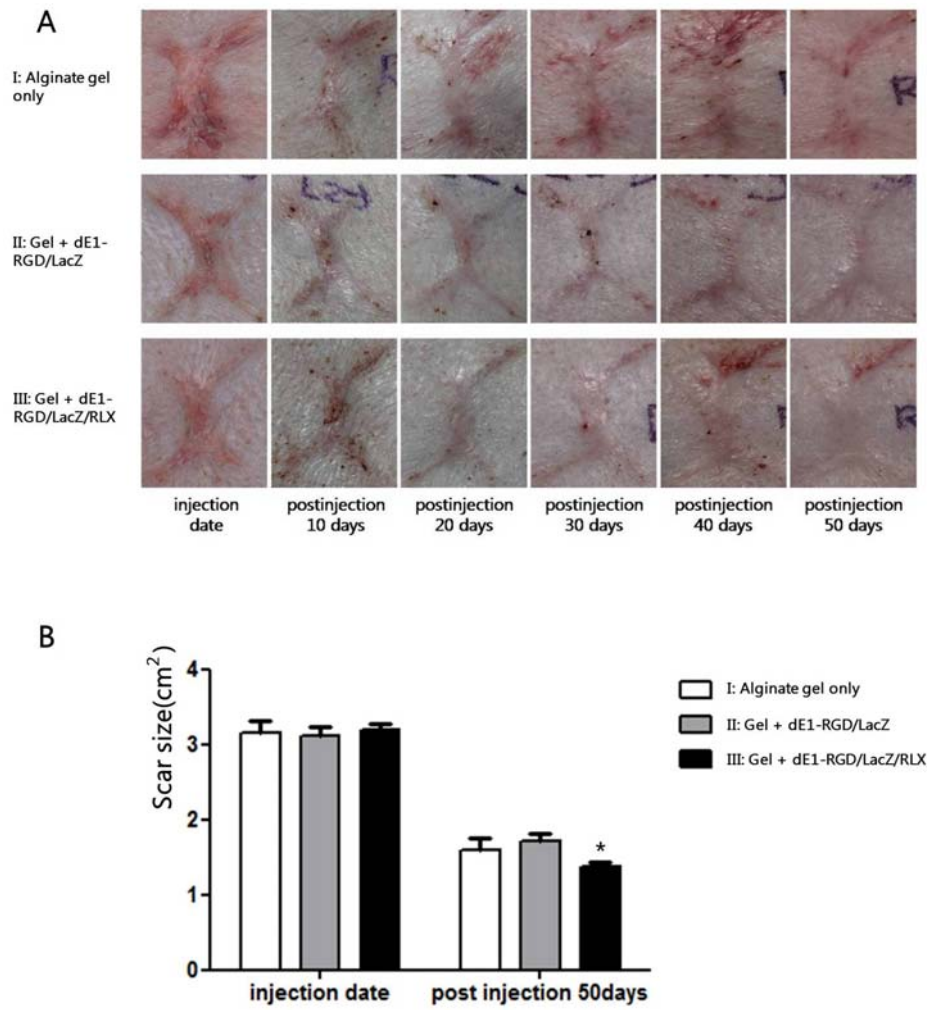 A
I: Alginate gel
only
R
II: Gel + dE1-
RGD/LacZ
III: Gel + dE1-
RGD/LacZ/RLX
R
injection
date
postinjection
10 days
postinjection
20 days
postinjection
30 days
postinjection
40 days
postinjection
50 days
B
Scar size(cm²)
4
3
2
1
0
*
injection date
post injection 50days
I: Alginate gel only
II: Gel + dE1-RGD/LacZ
III: Gel + dE1-RGD/LacZ/RLX